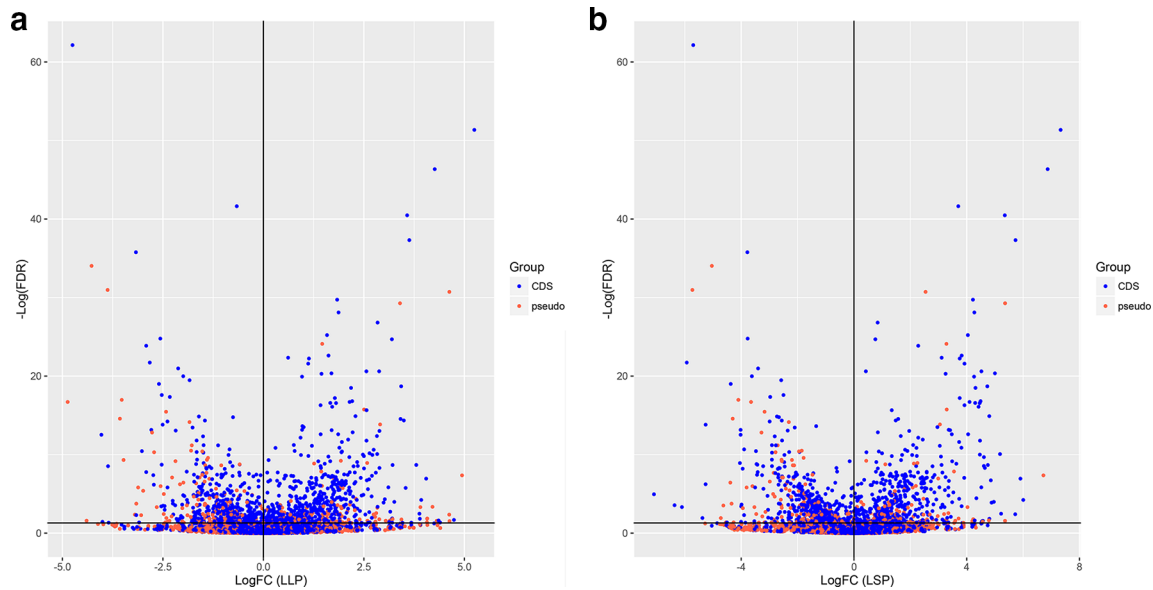 a
60
40
20
0
-Log(FDR)
-5.0 -2.5 0.0 2.5 5.0
LogFC (LLP)
Group
CDS
pseudo
b
60
40
20
0
-Log(FDR)
-4 0 4 8
LogFC (LSP)
Group
CDS
pseudo